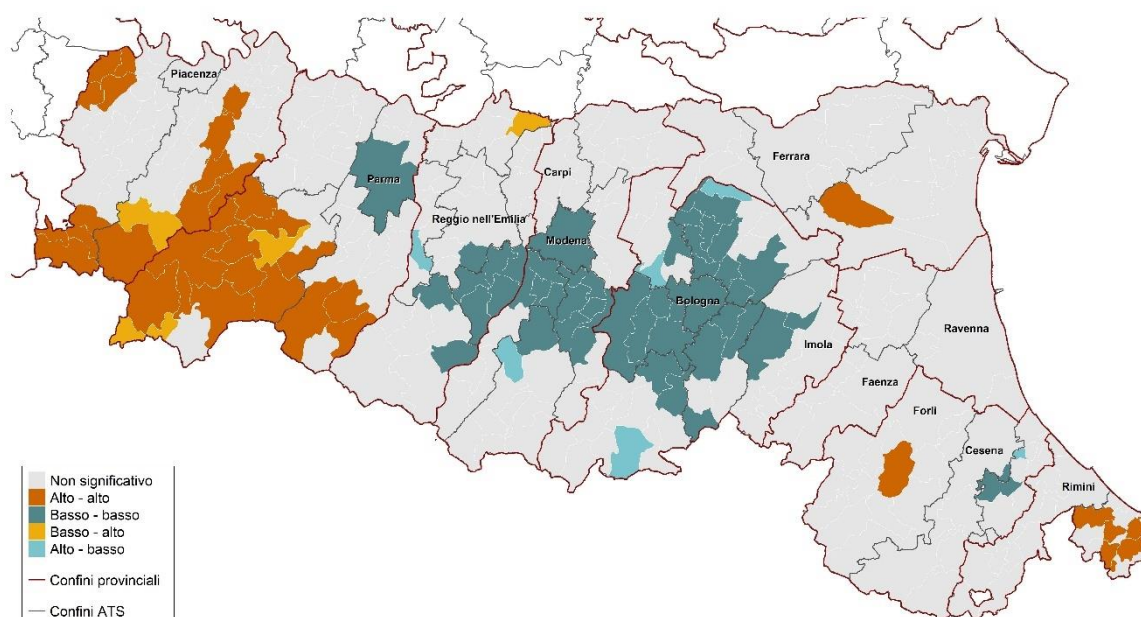 Piacenza
Ferrara
Parma
Carpi
Reggio nell'Emilia
Modena
Bologna
Ravenna
Imola
Faenza
Forlì
Cesena
Rimini
Non significativo
Alto - alto
Basso - basso
Basso - alto
Alto - basso
Confini provinciali
Confini ATS